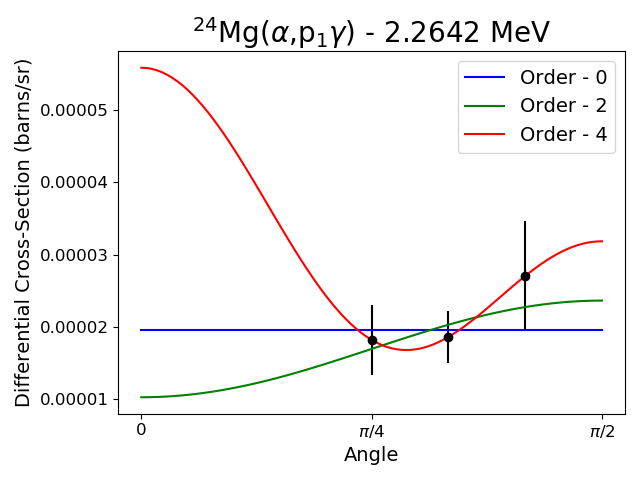 ²⁴Mg(α,p₁γ) - 2.2642 MeV
Differential Cross-Section (barns/sr)
0.00005
0.00004
0.00003
0.00002
0.00001
Order - 0
Order - 2
Order - 4
0
π/4
π/2
Angle